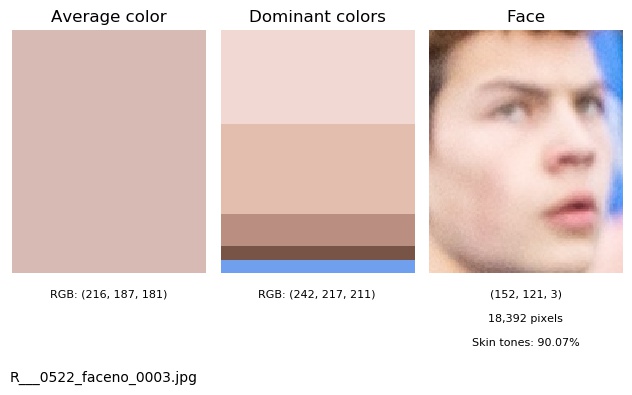 Average color
Dominant colors
Face
RGB: (216, 187, 181)
RGB: (242, 217, 211)
(152, 121, 3)
18,392 pixels
Skin tones: 90.07%
R___0522_faceno_0003.jpg